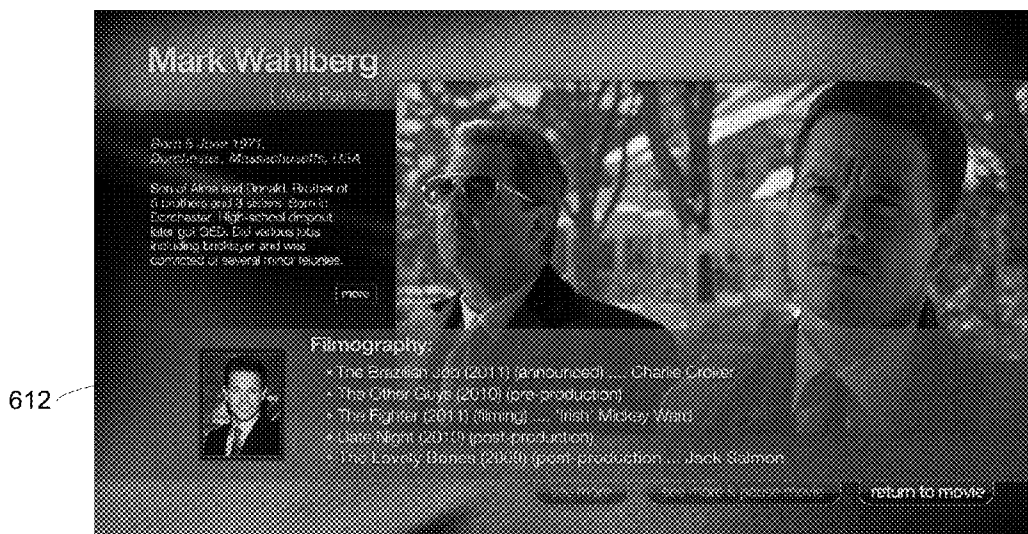 Mark Wahlberg
Born 5 June 1971,
Dorchester, Massachusetts, USA
Son of Alma and Donald. Brother of
5 brothers and 3 sisters. Born in
Dorchester. High-school dropout
later got GED. Did various jobs
including bricklayer and was
convicted of several minor felonies.
more
Filmography:
• The Brazilian Job (2011) (announced) .... Charlie Croker
• The Other Guys (2010) (pre-production)
• The Fighter (2011) (filming) .... 'Irish' Mickey Ward
• Date Night (2010) (post-production)
• The Lovely Bones (2009) (post-production .... Jack Salmon
612
return to movie